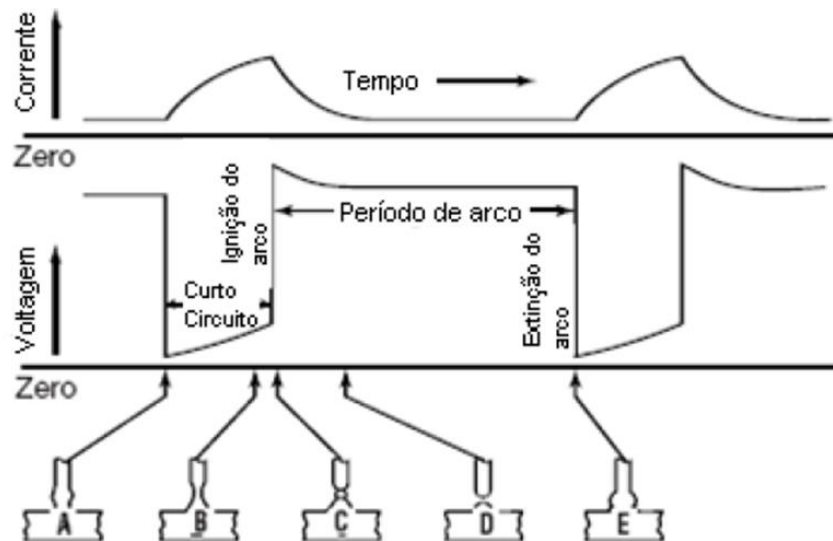 Corrente
Tempo
Zero
Ignição do
arco
Período de arco
Extinção do
arco
Voltagem
Curto
Circuito
Zero
A
B
C
D
E